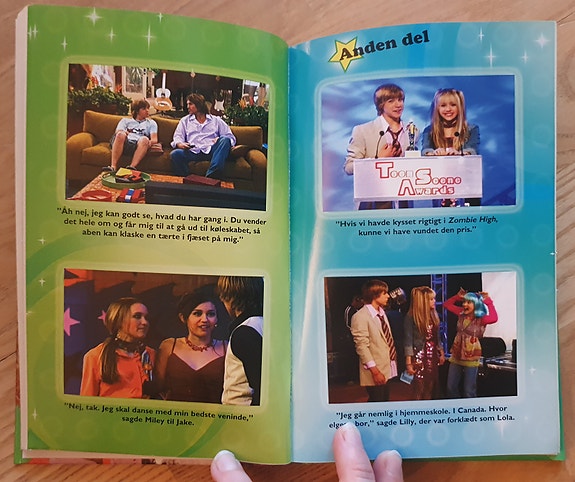 "Åh nej, jeg kan godt se, hvad du har gang i. Du vender
det hele om og får mig til at gå ud til køleskabet, så
aben kan klaske en tærte i fjæset på mig."
"Nej, tak. Jeg skal danse med min bedste veninde,"
sagde Miley til Jake.
Anden del
Teen Scene
Awards
"Hvis vi havde kysset rigtigt i Zombie High,
kunne vi have vundet den pris."
"Jeg går nemlig i hjemmeskole. I Canada. Hvor
bor," sagde Lilly, der var forklædt som Lola.